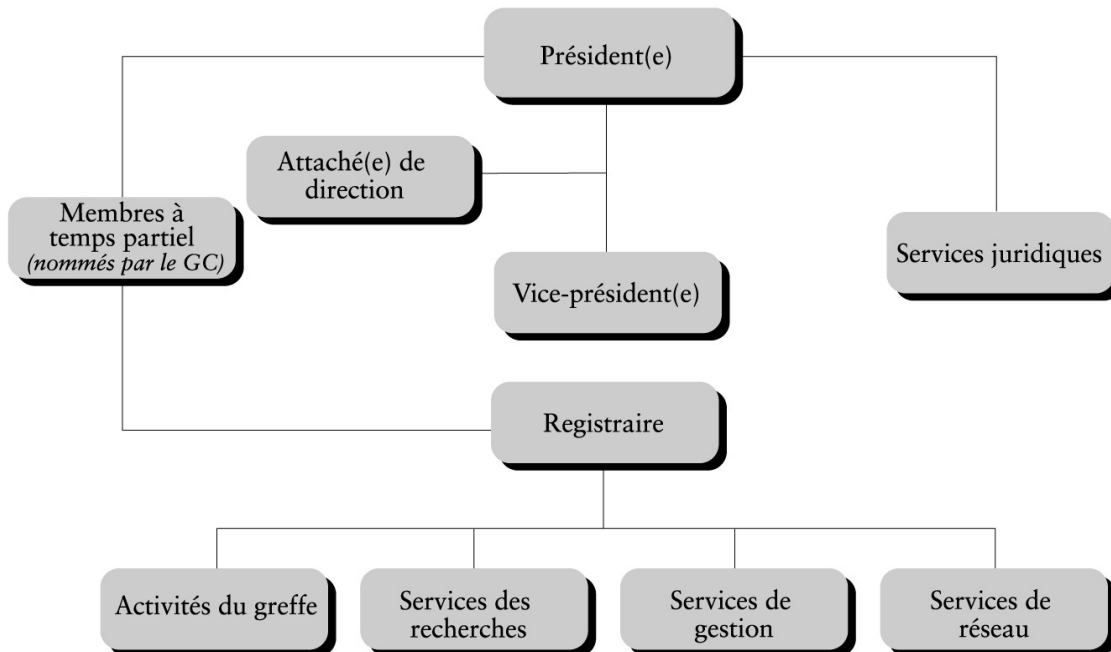 Président(e)
Attaché(e) de
direction
Membres à
temps partiel
(nommés par le GC)
Services juridiques
Vice-président(e)
Registraire
Activités du greffe
Services des
recherches
Services de
gestion
Services de
réseau